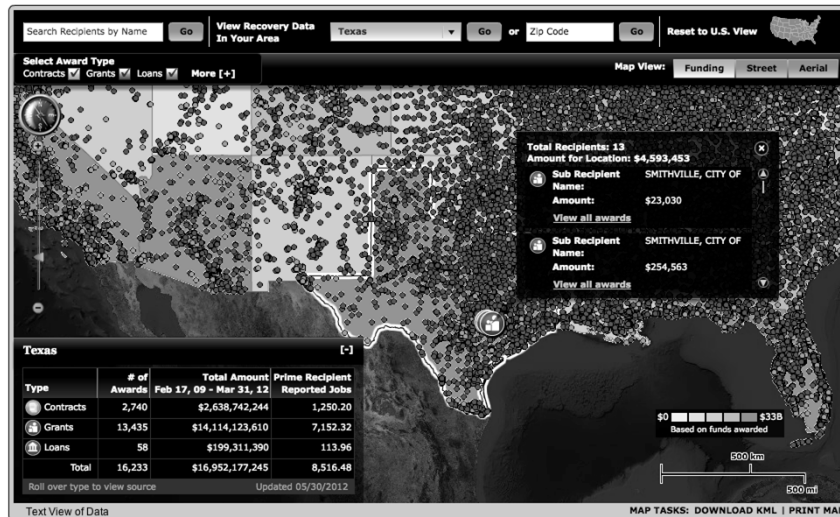 Search Recipients by Name Go View Recovery Data Texas Go or Zip Code Go Reset to U.S. View
In Your Area
Select Award Type
Contracts Grants Loans More [+]
Map View: Funding Street Aerial
Total Recipients: 13
Amount for Location: $4,593,453
Sub Recipient SMITHVILLE, CITY OF
Name:
Amount: $23,030
View all awards
Sub Recipient SMITHVILLE, CITY OF
Name:
Amount: $254,563
View all awards
Texas [-]
# of Total Amount Prime Recipient
Type Awards Feb 17, 09 - Mar 31, 12 Reported Jobs
Contracts 2,740 $2,638,742,244 1,250.20
Grants 13,435 $14,114,123,610 7,152.32
Loans 58 $199,311,390 113.96
Total 16,233 $16,952,177,245 8,516.48
Roll over type to view source Updated 05/30/2012
$0 $33B
Based on funds awarded
500 km
500 mi
Text View of Data MAP TASKS: DOWNLOAD KML | PRINT MA